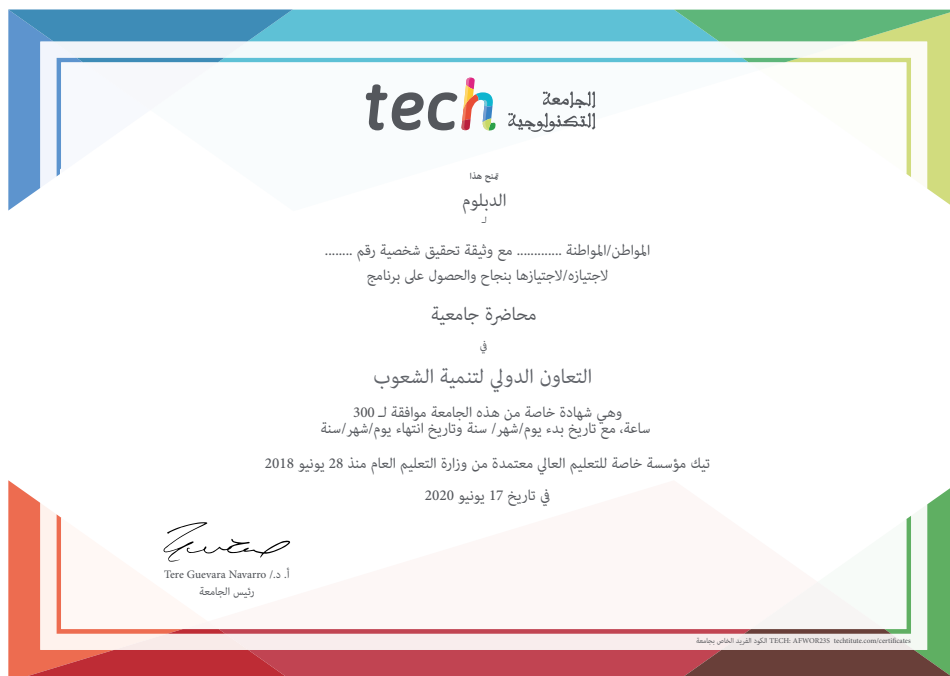 tech الجامعة
التكنولوجية
يمنح هذا
الدبلوم
لـ
المواطن/المواطنة ............. مع وثيقة تحقيق شخصية رقم ........
لاجتيازه/لاجتيازها بنجاح والحصول على برنامج
محاضرة جامعية
في
التعاون الدولي لتنمية الشعوب
وهي شهادة خاصة من هذه الجامعة موافقة لـ 300
ساعة، مع تاريخ بدء يوم/شهر/ سنة وتاريخ انتهاء يوم/شهر/سنة
تيك مؤسسة خاصة للتعليم العالي معتمدة من وزارة التعليم العام منذ 28 يونيو 2018
في تاريخ 17 يونيو 2020
أ. د./ Tere Guevara Navarro
رئيس الجامعة
الكود الفريد الخاص بجامعة TECH: AFWOR23S techtitute.com/certificates